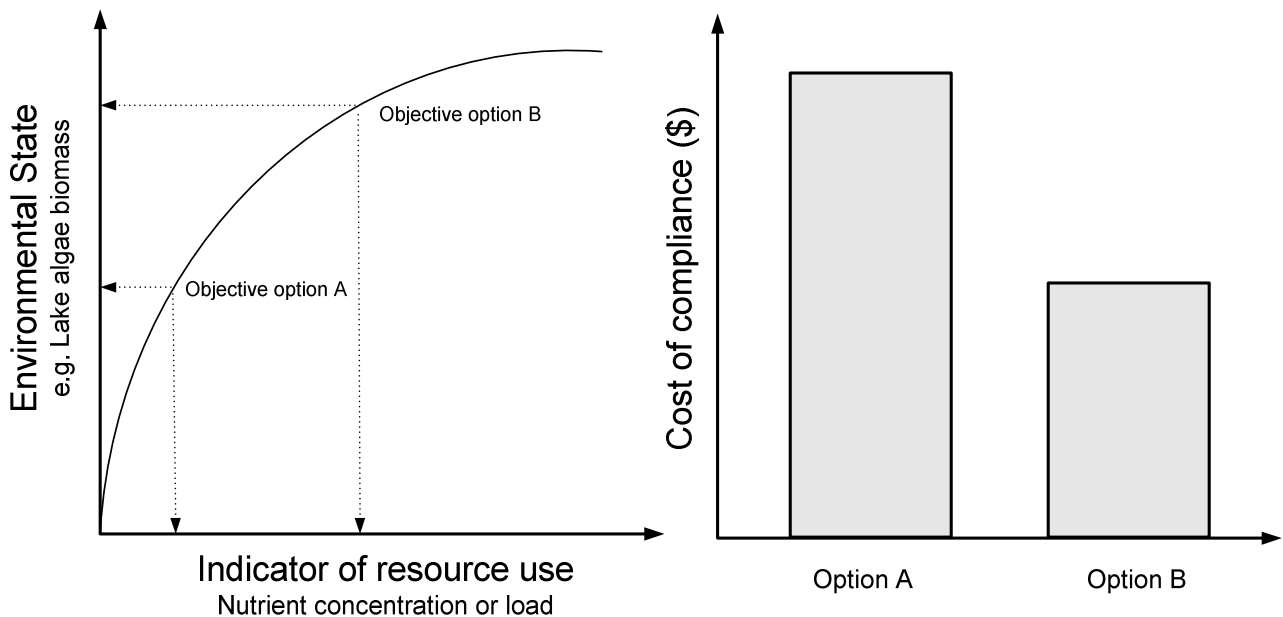 Environmental State
e.g. Lake algae biomass
Objective option B
Objective option A
Indicator of resource use
Nutrient concentration or load
Cost of compliance ($)
Option A
Option B